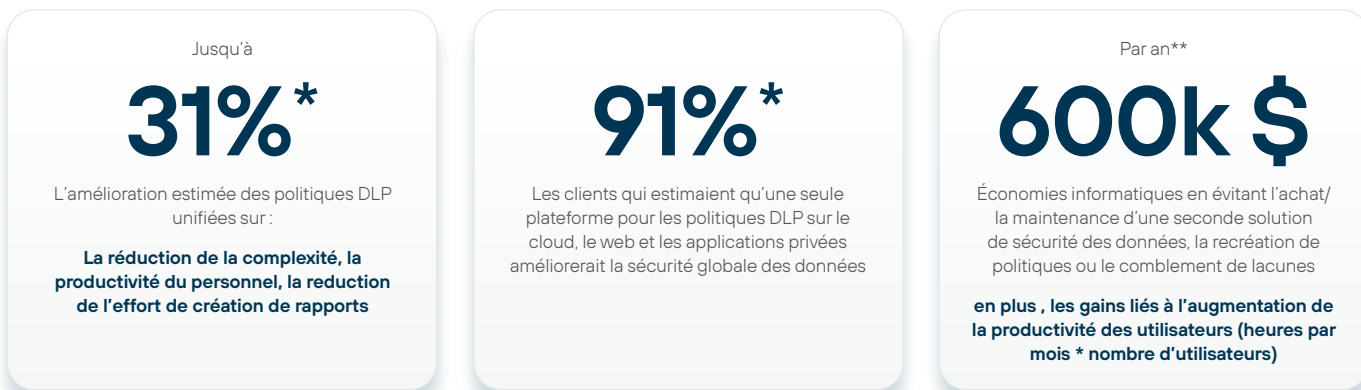 Jusqu'à
31%*
L'amélioration estimée des politiques DLP
unifiées sur :
La réduction de la complexité, la
productivité du personnel, la reduction
de l'effort de création de rapports
91%*
Les clients qui estimaient qu'une seule
plateforme pour les politiques DLP sur le
cloud, le web et les applications privées
améliorerait la sécurité globale des données
Par an**
600k $
Économies informatiques en évitant l'achat/
la maintenance d'une seconde solution
de sécurité des données, la recréation de
politiques ou le comblement de lacunes
en plus , les gains liés à l'augmentation de
la productivité des utilisateurs (heures par
mois * nombre d'utilisateurs)